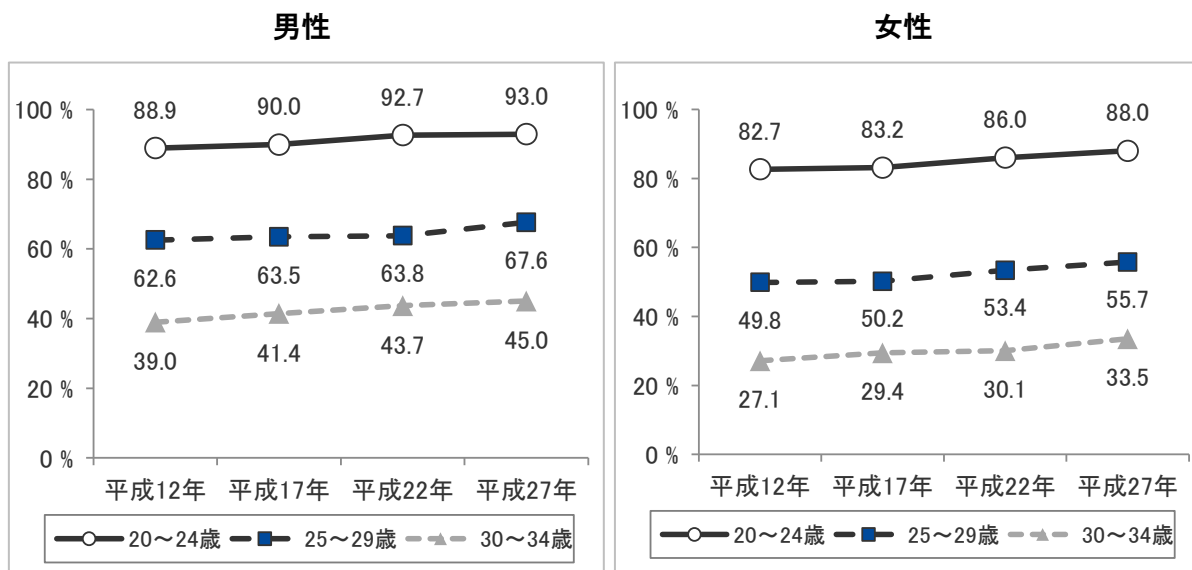 男性
100 %
80 %
60 %
40 %
20 %
0 %
88.9
90.0
92.7
93.0
62.6
63.5
63.8
67.6
39.0
41.4
43.7
45.0
平成12年
平成17年
平成22年
平成27年
20～24歳
25～29歳
30～34歳
女性
100 %
80 %
60 %
40 %
20 %
0 %
82.7
83.2
86.0
88.0
49.8
50.2
53.4
55.7
27.1
29.4
30.1
33.5
平成12年
平成17年
平成22年
平成27年
20～24歳
25～29歳
30～34歳